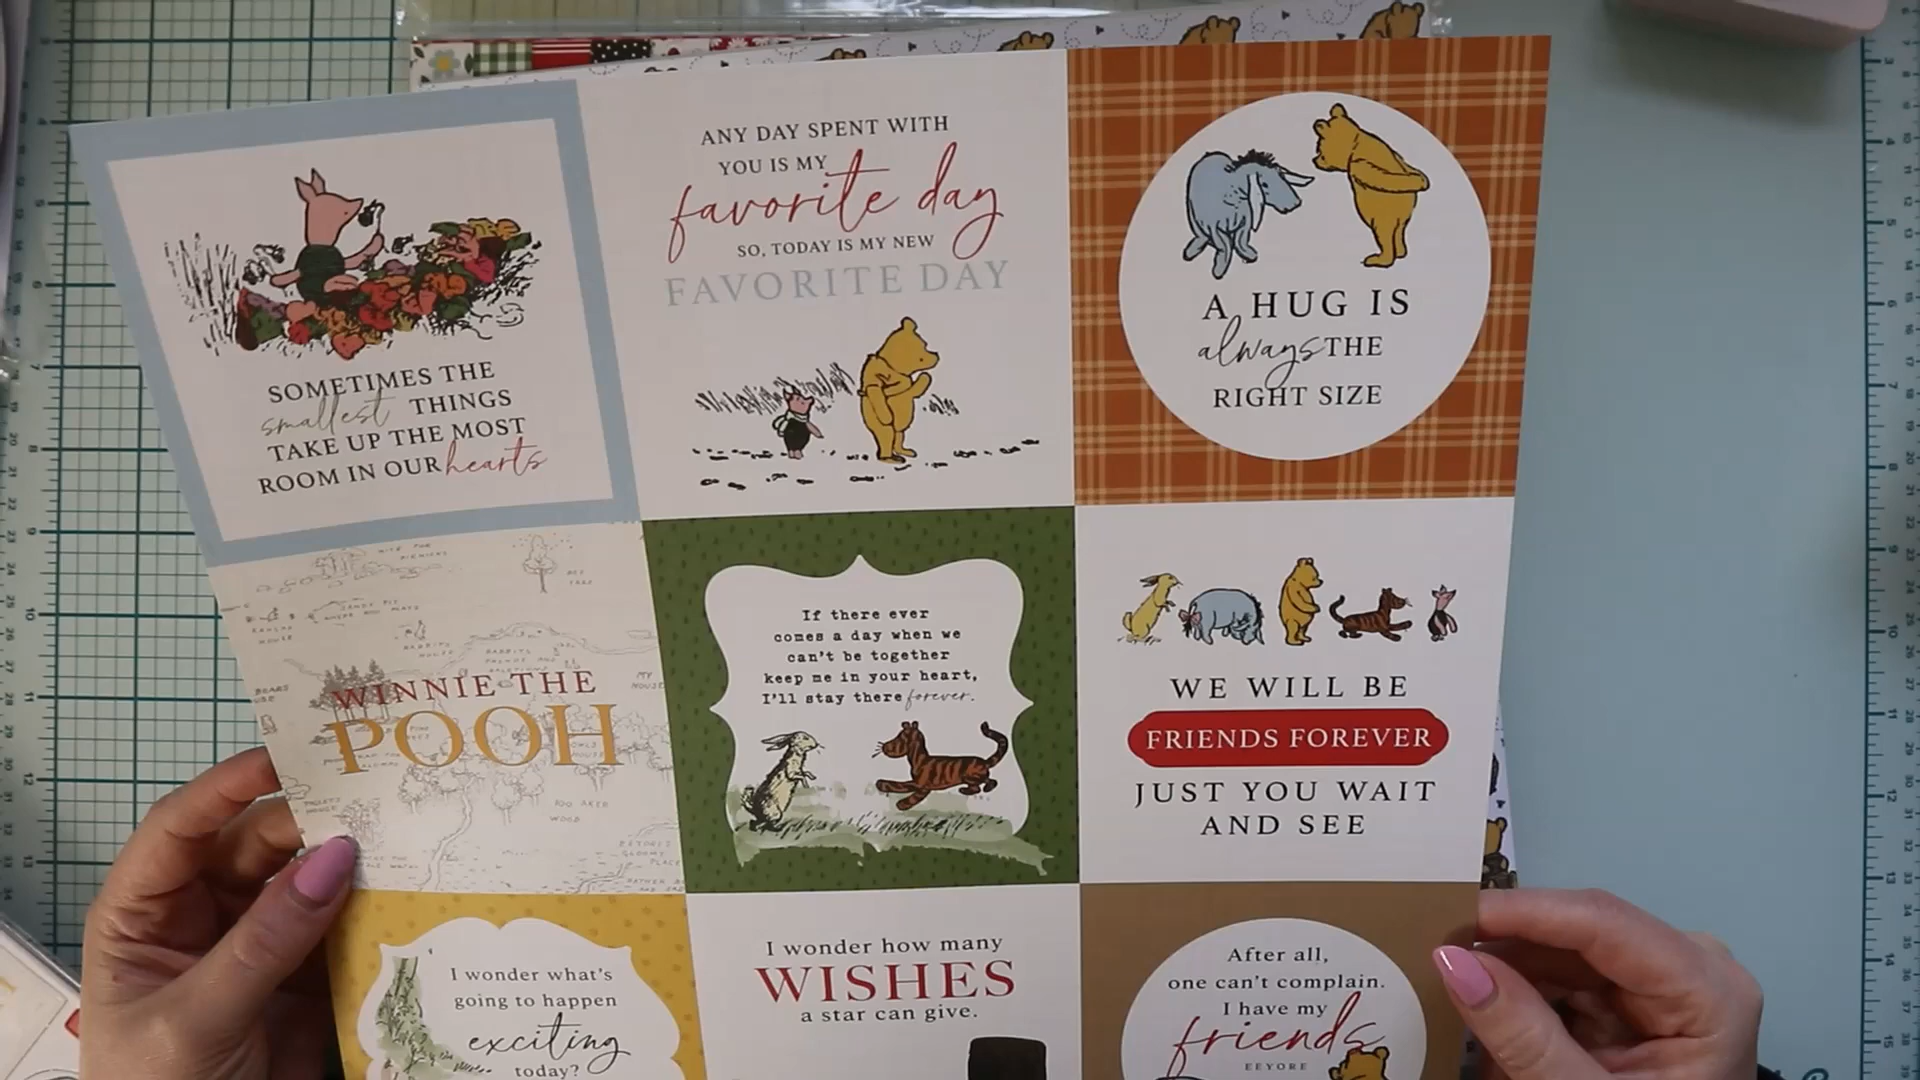 SOMETIMES THE
smallest THINGS
TAKE UP THE MOST
ROOM IN OUR hearts
ANY DAY SPENT WITH
YOU IS MY
favorite day
SO, TODAY IS MY NEW
FAVORITE DAY
A HUG IS
always THE
RIGHT SIZE
WINNIE THE
POOH
If there ever
comes a day when we
can't be together
keep me in your heart,
I'll stay there forever.
WE WILL BE
FRIENDS FOREVER
JUST YOU WAIT
AND SEE
I wonder what's
going to happen
exciting
today?
I wonder how many
WISHES
a star can give.
After all,
one can't complain.
I have my
friends
EEYORE